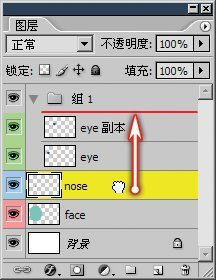 图层
正常 不透明度: 100%
锁定: 填充: 100%
组 1
eye 副本
eye
nose
face
背景